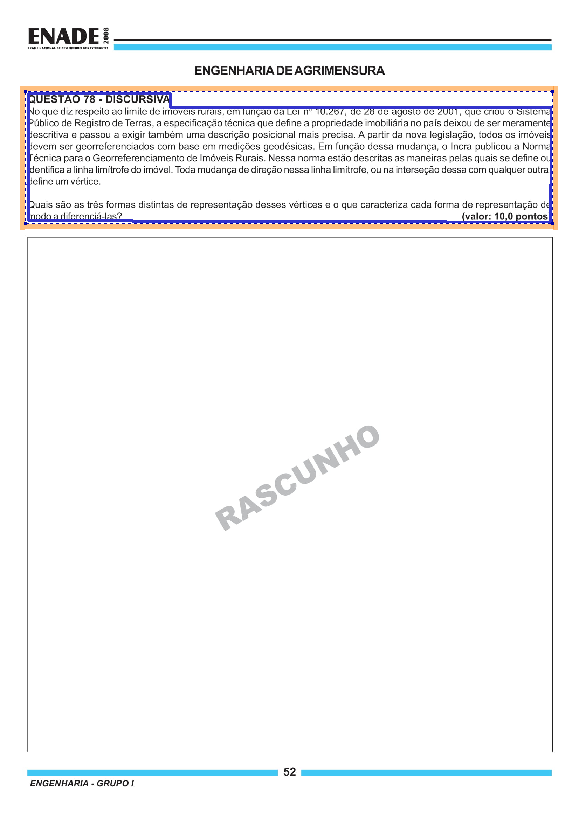 ENADE 2008
ENGENHARIA DE AGRIMENSURA
QUESTÃO 78 - DISCURSIVA
No que diz respeito ao limite de imóveis rurais, em função da Lei nº 10.267, de 28 de agosto de 2001, que criou o Sistema
Público de Registro de Terras, a especificação técnica que define a propriedade imobiliária no país deixou de ser meramente
descritiva e passou a exigir também uma descrição posicional mais precisa. A partir da nova legislação, todos os imóveis
devem ser georreferenciados com base em medições geodésicas. Em função dessa mudança, o Incra publicou a Norma
Técnica para o Georreferenciamento de Imóveis Rurais. Nessa norma estão descritas as maneiras pelas quais se define ou
identifica a linha limítrofe do imóvel. Toda mudança de direção nessa linha limítrofe, ou na interseção dessa com qualquer outra,
define um vértice.
Quais são as três formas distintas de representação desses vértices e o que caracteriza cada forma de representação de
modo a diferenciá-las? (valor: 10,0 pontos)
RASCUNHO
52
ENGENHARIA - GRUPO I